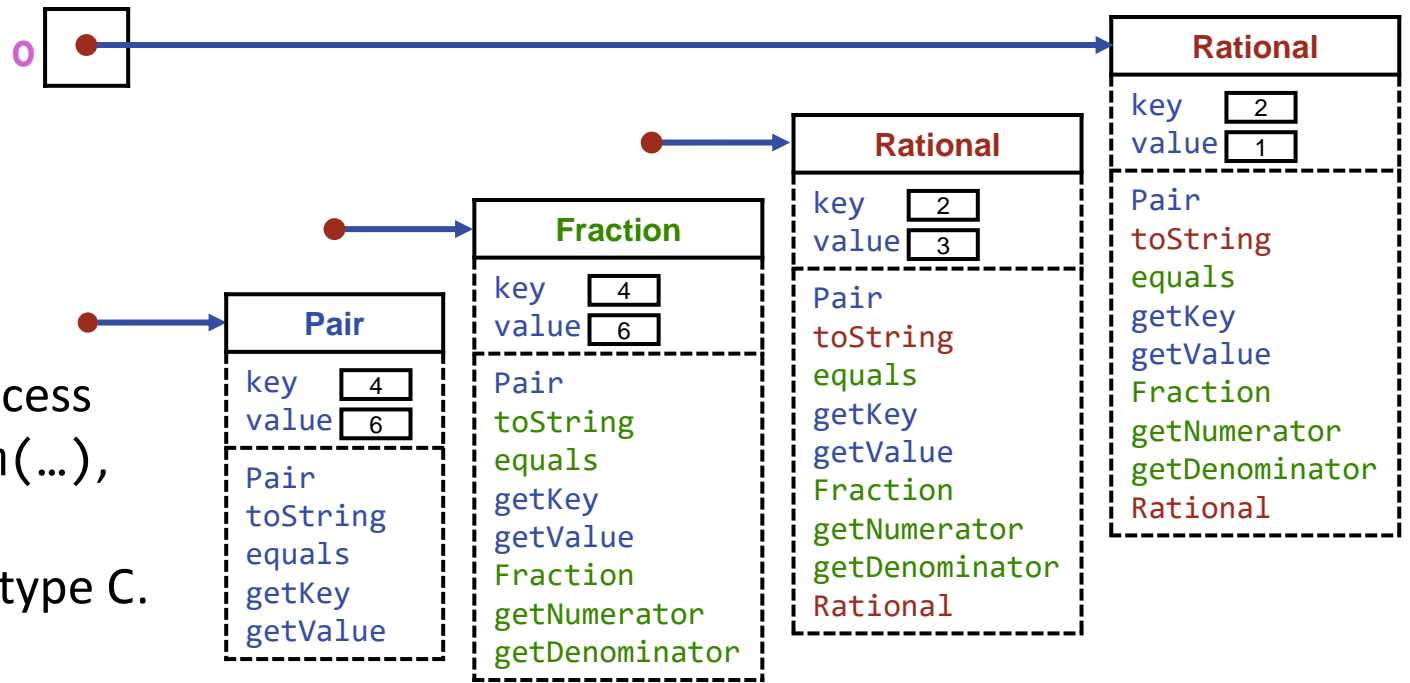 o
Rational
key 2
value 1
Pair
toString
equals
getKey
getValue
Fraction
getNumerator
getDenominator
Rational
Rational
key 2
value 3
Pair
toString
equals
getKey
getValue
Fraction
getNumerator
getDenominator
Rational
Fraction
key 4
value 6
Pair
toString
equals
getKey
getValue
Fraction
getNumerator
getDenominator
Pair
key 4
value 6
Pair
toString
equals
getKey
getValue
cess
(…),
type C.